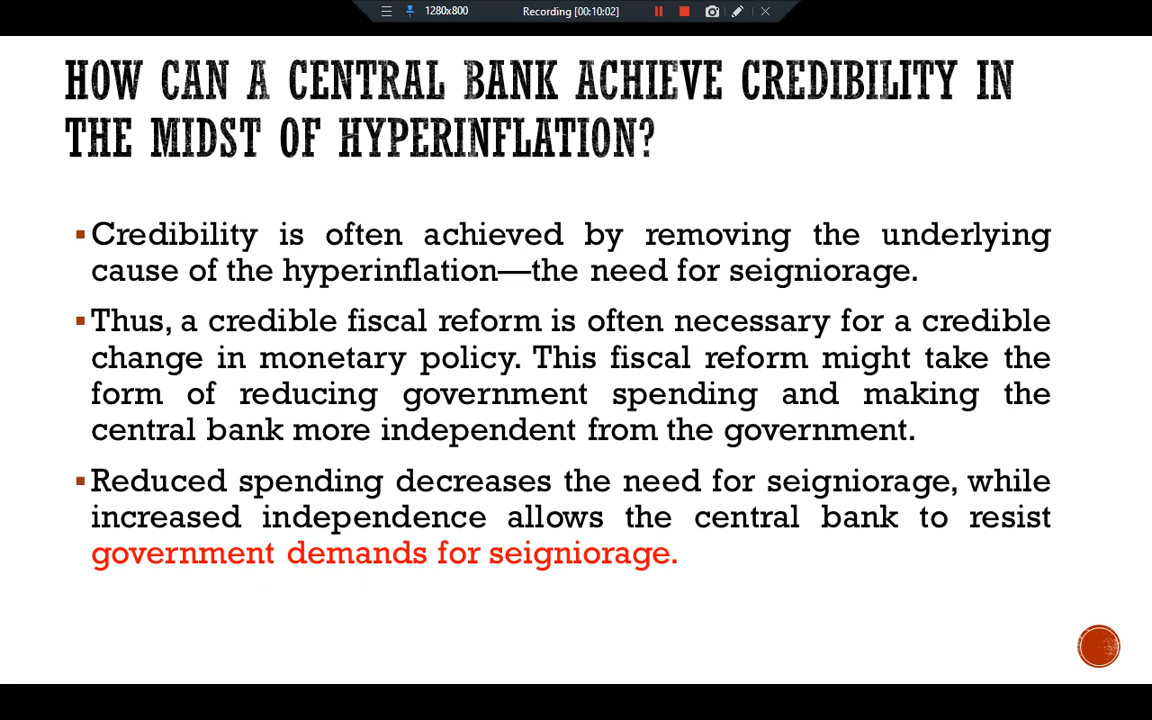 1280x800 Recording [00:10:02]
HOW CAN A CENTRAL BANK ACHIEVE CREDIBILITY IN
THE MIDST OF HYPERINFLATION?
▪Credibility is often achieved by removing the underlying
cause of the hyperinflation—the need for seigniorage.
▪Thus, a credible fiscal reform is often necessary for a credible
change in monetary policy. This fiscal reform might take the
form of reducing government spending and making the
central bank more independent from the government.
▪Reduced spending decreases the need for seigniorage, while
increased independence allows the central bank to resist
government demands for seigniorage.